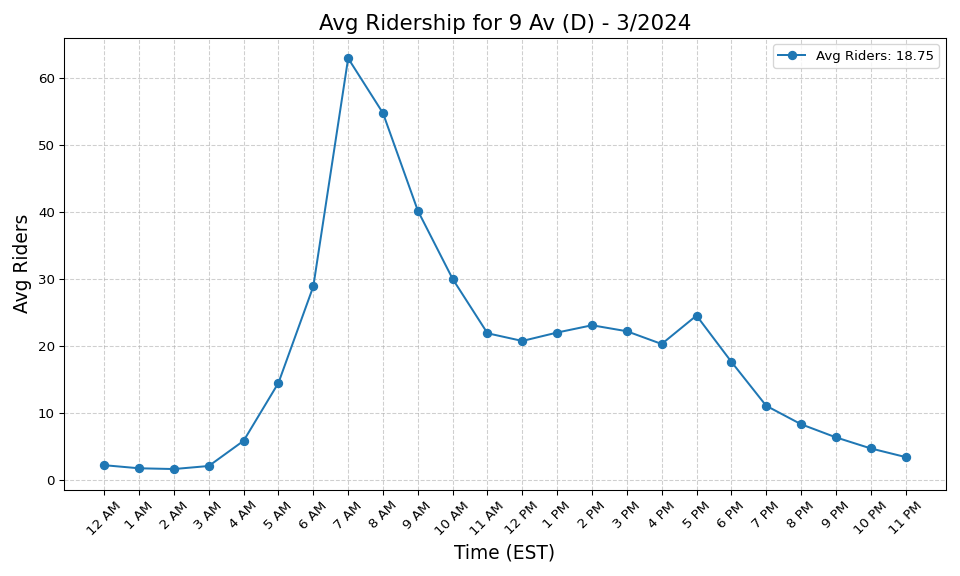 Avg Ridership for 9 Av (D) - 3/2024
Avg Riders: 18.75
Avg Riders
60
50
40
30
20
10
0
12 AM 1 AM 2 AM 3 AM 4 AM 5 AM 6 AM 7 AM 8 AM 9 AM 10 AM 11 AM 12 PM 1 PM 2 PM 3 PM 4 PM 5 PM 6 PM 7 PM 8 PM 9 PM 10 PM 11 PM
Time (EST)